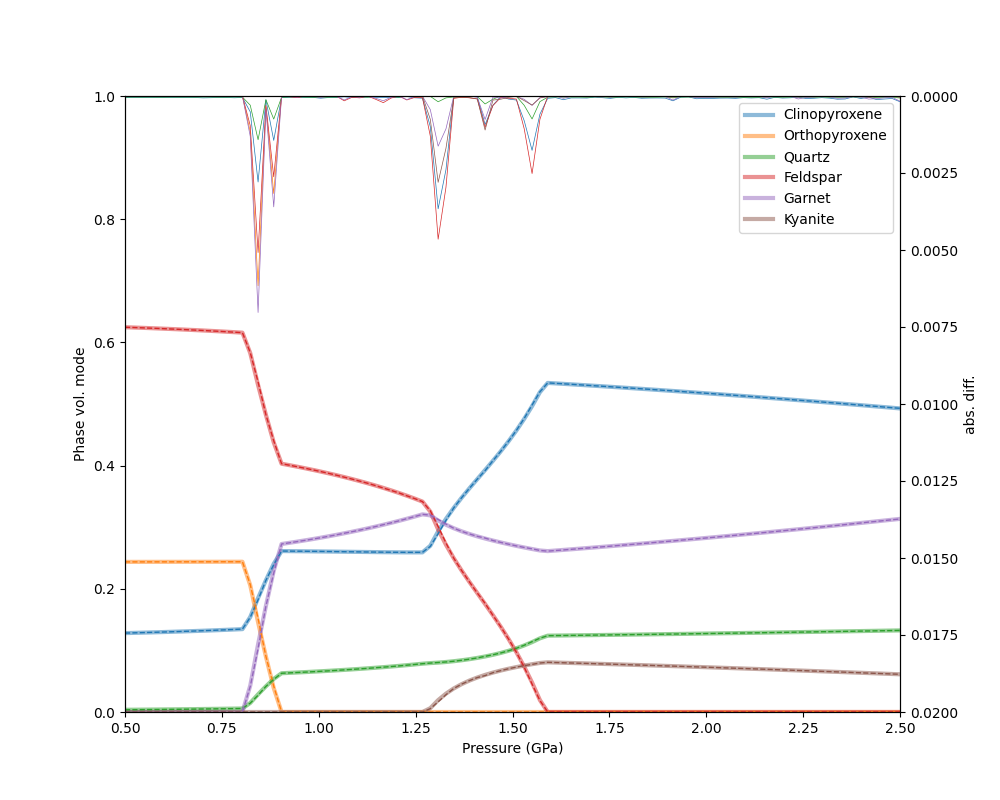 1.0
0.8
0.6
0.4
0.2
0.0
Phase vol. mode
0.50
0.75
1.00
1.25
1.50
1.75
2.00
2.25
2.50
Pressure (GPa)
0.0000
0.0025
0.0050
0.0075
0.0100
0.0125
0.0150
0.0175
0.0200
abs. diff.
Clinopyroxene
Orthopyroxene
Quartz
Feldspar
Garnet
Kyanite